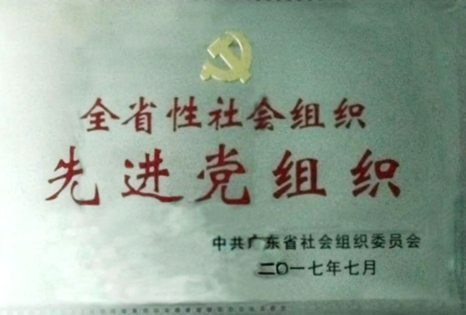 全省性社会组织
先进党组织
中共广东省社会组织委员会
二〇一七年七月